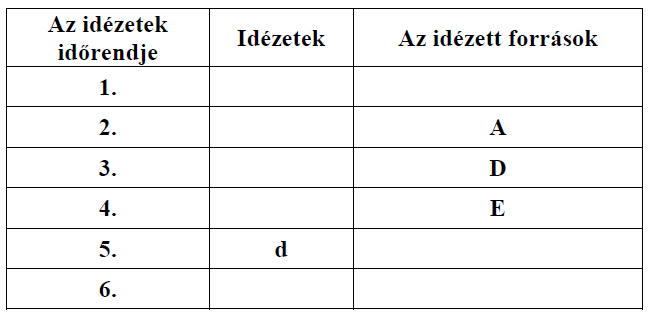 Az idézetek időrendje Idézetek Az idézett források
1.
2. A
3. D
4. E
5. d
6.